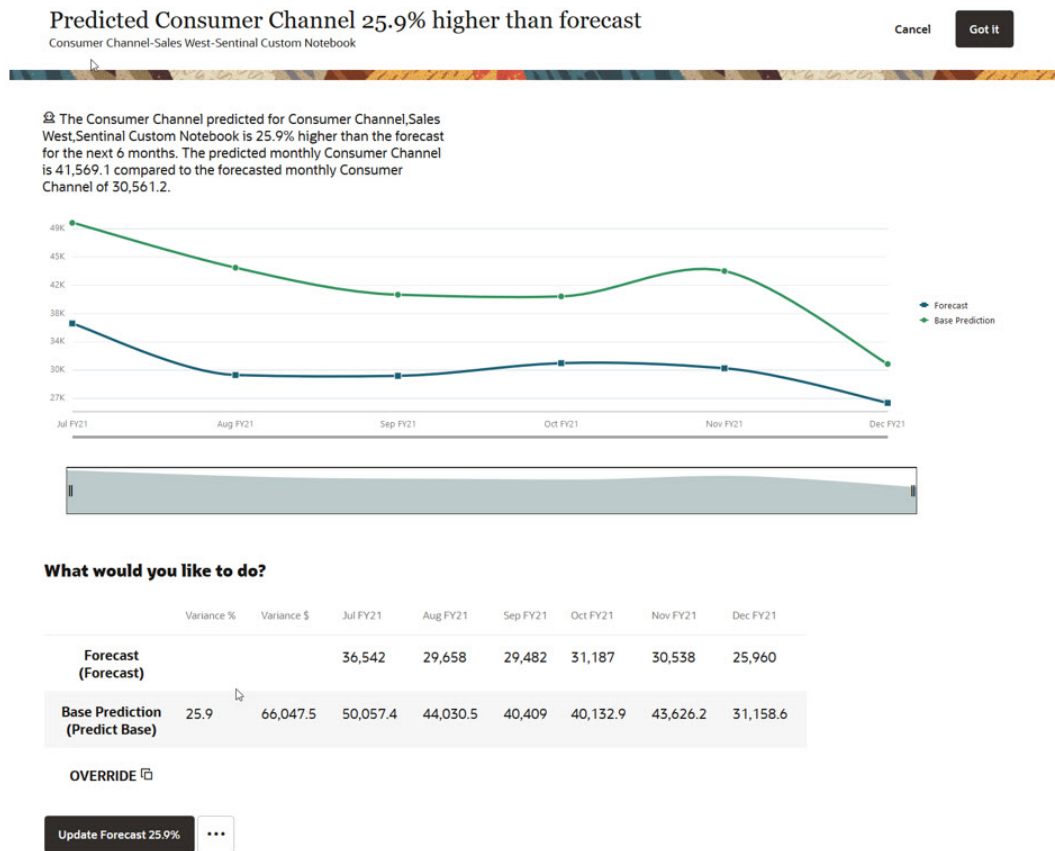 Predicted Consumer Channel 25.9% higher than forecast
Consumer Channel-Sales West-Sentinal Custom Notebook
Cancel
Got it
The Consumer Channel predicted for Consumer Channel,Sales
West,Sentinal Custom Notebook is 25.9% higher than the forecast
for the next 6 months. The predicted monthly Consumer Channel
is 41,569.1 compared to the forecasted monthly Consumer
Channel of 30,561.2.
49K
45K
42K
38K
34K
30K
27K
Jul FY21 Aug FY21 Sep FY21 Oct FY21 Nov FY21 Dec FY21
Forecast
Base Prediction
What would you like to do?
Variance % Variance $ Jul FY21 Aug FY21 Sep FY21 Oct FY21 Nov FY21 Dec FY21
Forecast
(Forecast)
36,542 29,658 29,482 31,187 30,538 25,960
Base Prediction
(Predict Base)
25.9 66,047.5 50,057.4 44,030.5 40,409 40,132.9 43,626.2 31,158.6
OVERRIDE
Update Forecast 25.9%
...